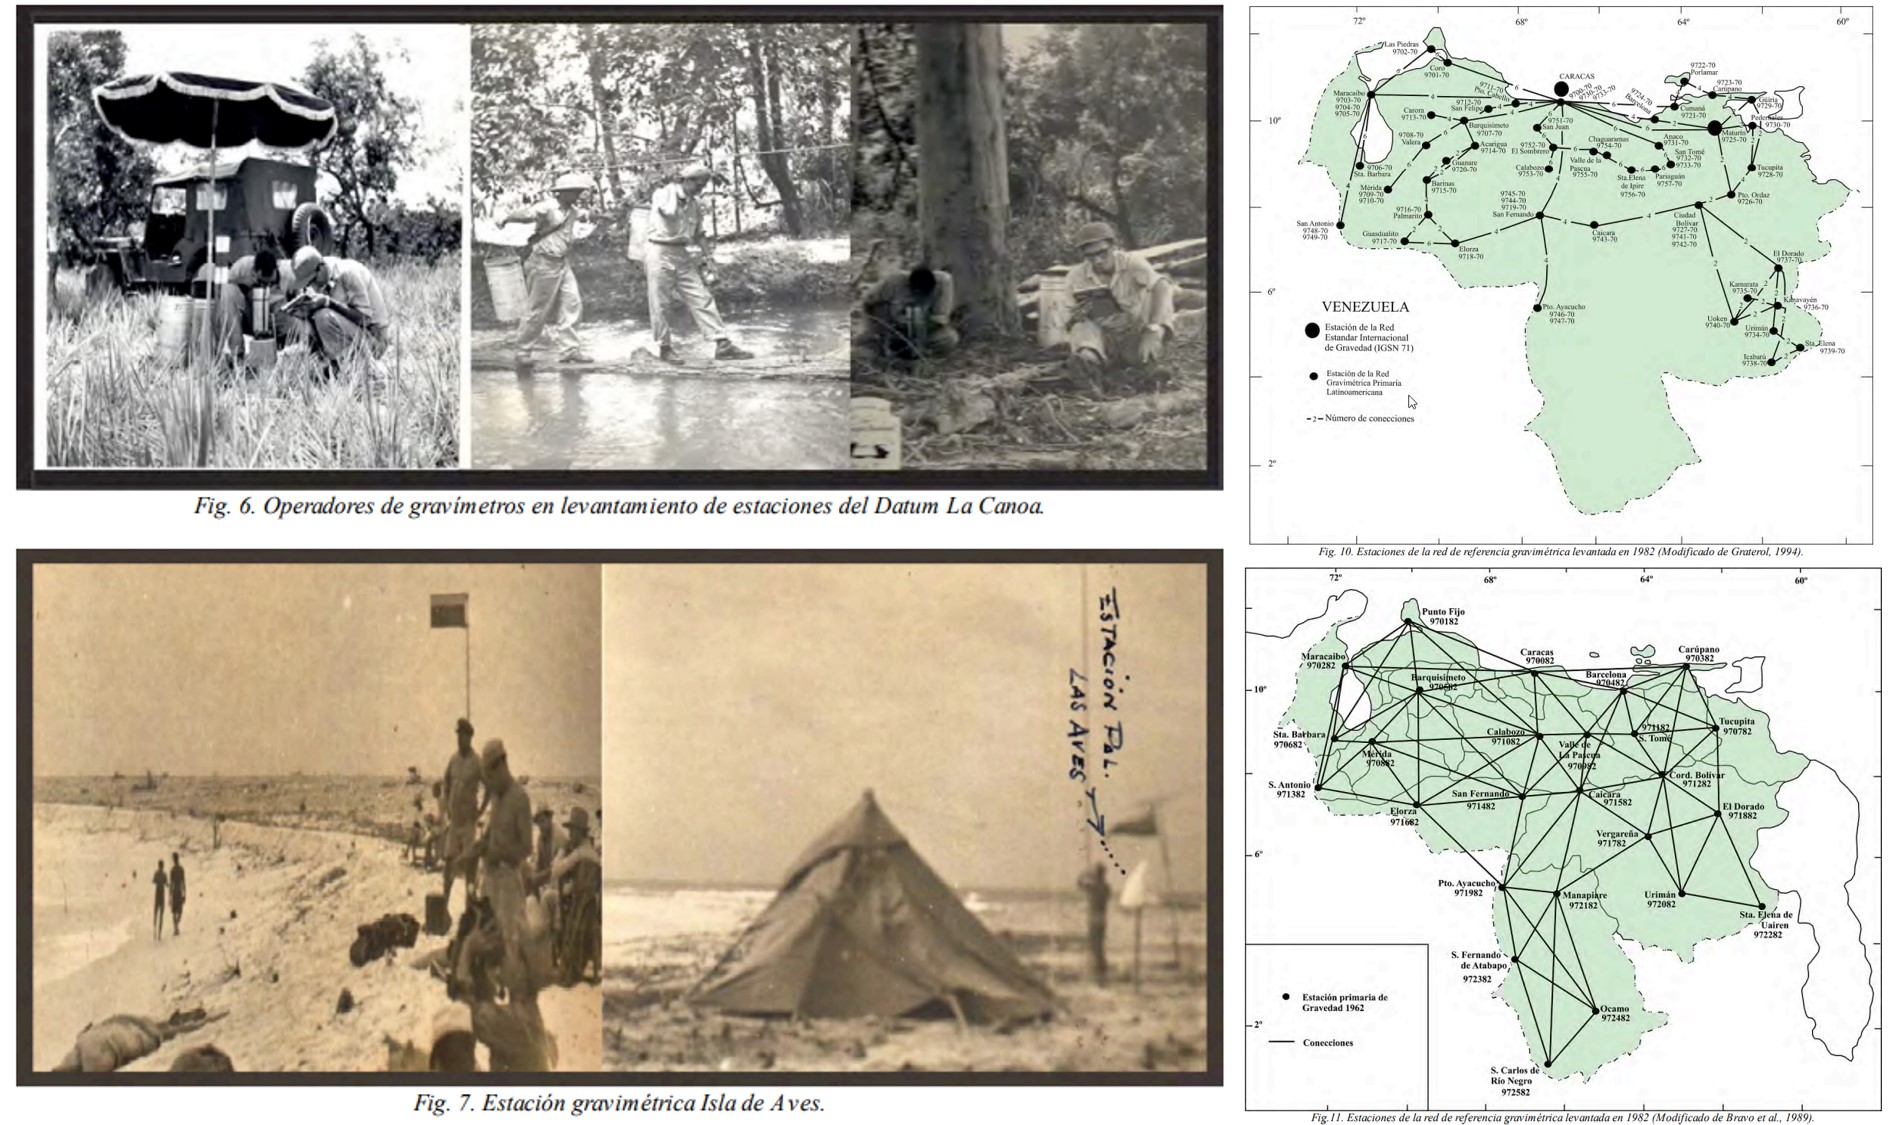 Fig. 6. Operadores de gravímetros en levantamiento de estaciones del Datum La Canoa.
ESTACIÓN Pal.
LAS AVES
Fig. 7. Estación gravimétrica Isla de Aves.
72°
68°
64°
60°
10°
6°
2°
Las Piedras
9702-70
Coro
9701-70
Maracaibo
9703-70
9704-70
9705-70
CARACAS
9700-70
9711-70
Pto. Cabello
9712-70
San Felipe
Carora
9713-70
Barquisimeto
9707-70
9708-70
Valera
Acarigua
9714-70
Guanare
9720-70
Barinas
9715-70
9706-70
Sta. Barbara
Mérida
9709-70
9710-70
9716-70
Palmarito
San Antonio
9748-70
9749-70
Guasdualito
9717-70
Elorza
9718-70
9751-70
San Juan
9752-70
El Sombrero
Calabozo
9753-70
Chaguaramas
9754-70
Valle de la
Pascua
9755-70
Sta.Elena
de Ipire
9756-70
Pariaguán
9757-70
San Tomé
9732-70
9733-70
Anaco
9731-70
9724-70
Barcelona
Cumaná
9721-70
9722-70
Porlamar
9723-70
Carúpano
Güiria
9729-70
Pedernales
9730-70
Maturín
9725-70
Tucupita
9728-70
Pto. Ordaz
9726-70
Ciudad
Bolívar
9727-70
9741-70
9742-70
9745-70
9744-70
9719-70
San Fernando
Caicara
9743-70
Pto. Ayacucho
9746-70
9747-70
El Dorado
9737-70
Kamarata
9735-70
Kavavayén
9736-70
Uoken
9740-70
Urimán
9734-70
Icabarú
9738-70
Sta. Elena
9739-70
VENEZUELA
Estación de la Red
Estandar Internacional
de Gravedad (IGSN 71)
Estación de la Red
Gravimétrica Primaria
Latinoamericana
2 Número de conecciones
Fig. 10. Estaciones de la red de referencia gravimétrica levantada en 1982 (Modificado de Graterol, 1994).
72°
68°
64°
60°
10°
6°
2°
Punto Fijo
970182
Maracaibo
970282
Caracas
970082
Carúpano
970382
Barcelona
970482
Barquisimeto
970582
Sta. Barbara
970682
Mérida
970882
Calabozo
971082
Valle de
La Pascua
970982
971182
S. Tomé
Tucupita
970782
Cord. Bolívar
971282
S. Antonio
971382
Elorza
971682
San Fernando
971482
Caicara
971582
El Dorado
971882
Vergareña
971782
Pto. Ayacucho
971982
Manapiare
972182
Urimán
972082
Sta. Elena de
Uairen
972282
S. Fernando
de Atabapo
972382
Ocamo
972482
S. Carlos de
Río Negro
972582
Estación primaria de
Gravedad 1962
Conecciones
Fig.11. Estaciones de la red de referencia gravimétrica levantada en 1982 (Modificado de Bravo et al., 1989).